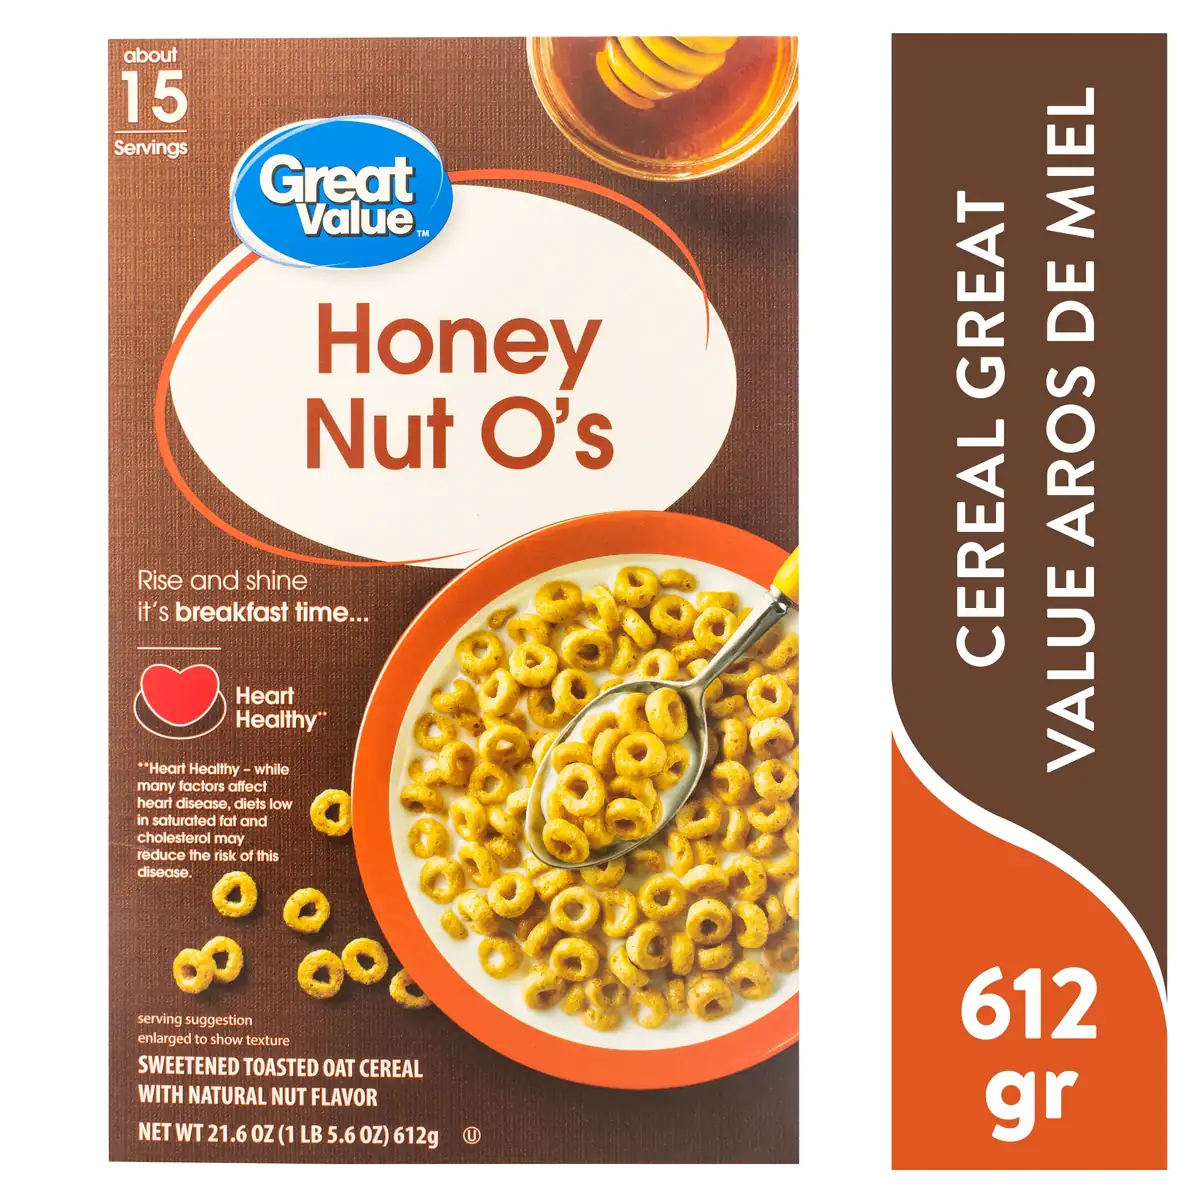 about
15
Servings
Great
Value™
Honey
Nut O's
Rise and shine
it's breakfast time...
Heart
Healthy**
**Heart Healthy – while
many factors affect
heart disease, diets low
in saturated fat and
cholesterol may
reduce the risk of this
disease.
serving suggestion
enlarged to show texture
SWEETENED TOASTED OAT CEREAL
WITH NATURAL NUT FLAVOR
NET WT 21.6 OZ (1 LB 5.6 OZ) 612g Ⓤ
CEREAL GREAT
VALUE AROS DE MIEL
612
gr